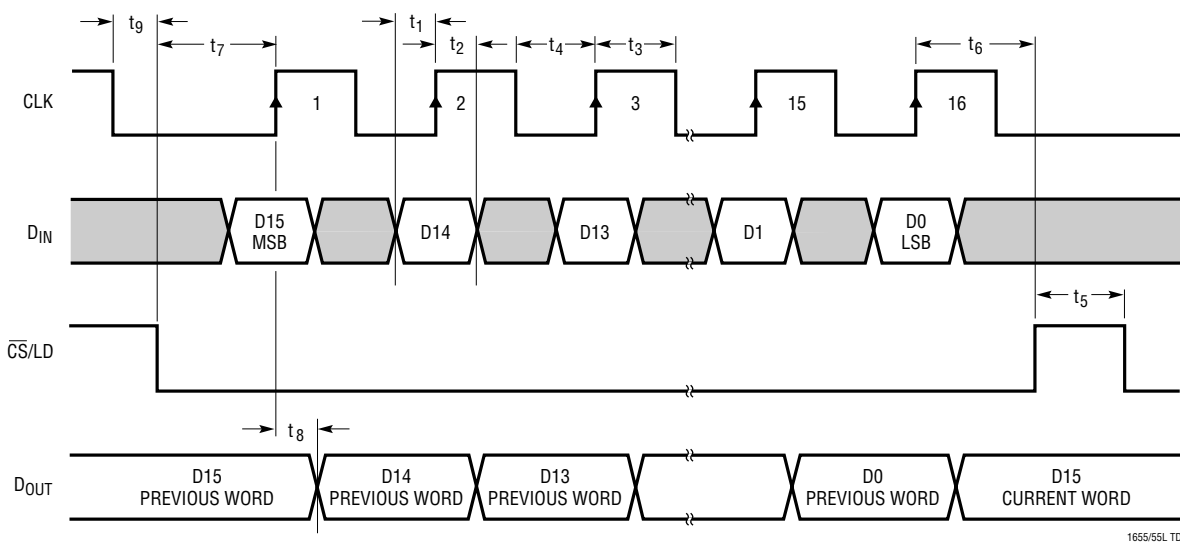 t9
t7
t1
t2
t4
t3
t6
CLK
1
2
3
15
16
DIN
D15
MSB
D14
D13
D1
D0
LSB
t5
C̅S̅/LD
t8
DOUT
D15
PREVIOUS WORD
D14
PREVIOUS WORD
D13
PREVIOUS WORD
D0
PREVIOUS WORD
D15
CURRENT WORD
1655/55L TD